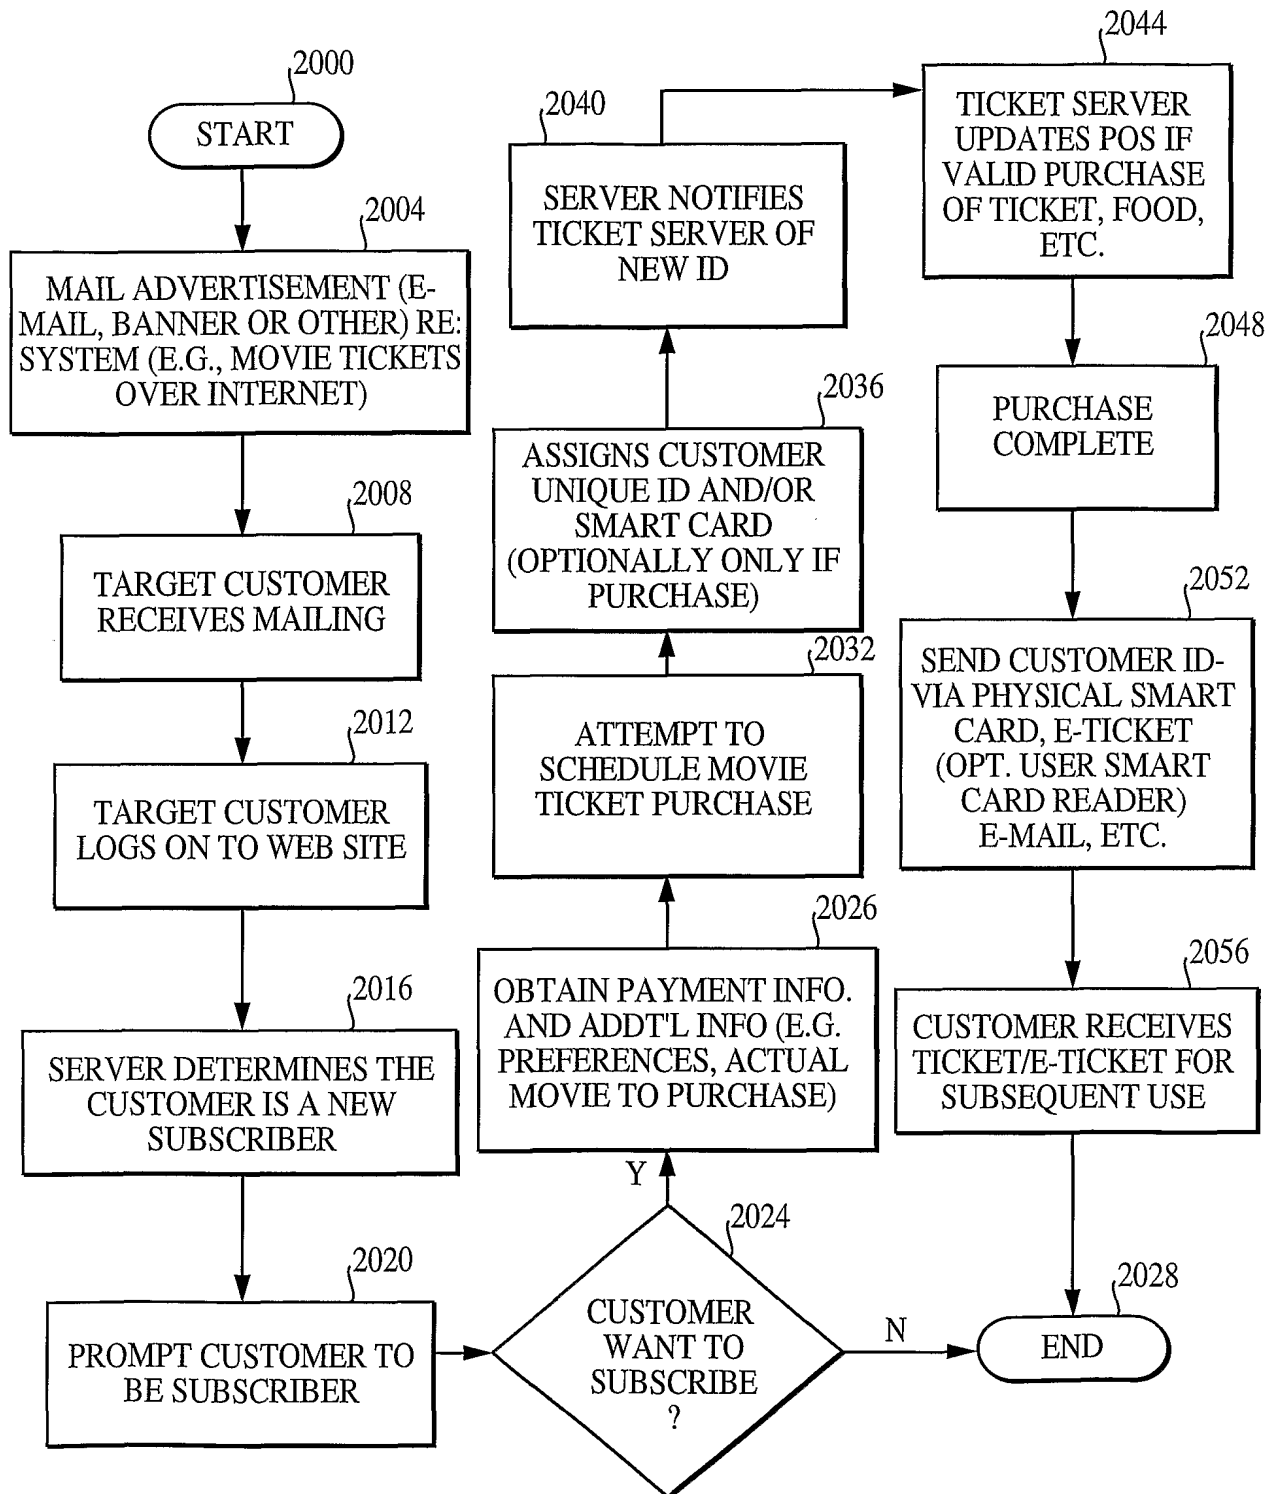 2000
START
2004
MAIL ADVERTISEMENT (E-
MAIL, BANNER OR OTHER) RE:
SYSTEM (E.G., MOVIE TICKETS
OVER INTERNET)
2008
TARGET CUSTOMER
RECEIVES MAILING
2012
TARGET CUSTOMER
LOGS ON TO WEB SITE
2016
SERVER DETERMINES THE
CUSTOMER IS A NEW
SUBSCRIBER
2020
PROMPT CUSTOMER TO
BE SUBSCRIBER
2024
CUSTOMER
WANT TO
SUBSCRIBE
?
Y
N
2026
OBTAIN PAYMENT INFO.
AND ADDT'L INFO (E.G.
PREFERENCES, ACTUAL
MOVIE TO PURCHASE)
2032
ATTEMPT TO
SCHEDULE MOVIE
TICKET PURCHASE
2036
ASSIGNS CUSTOMER
UNIQUE ID AND/OR
SMART CARD
(OPTIONALLY ONLY IF
PURCHASE)
2040
SERVER NOTIFIES
TICKET SERVER OF
NEW ID
2044
TICKET SERVER
UPDATES POS IF
VALID PURCHASE
OF TICKET, FOOD,
ETC.
2048
PURCHASE
COMPLETE
2052
SEND CUSTOMER ID-
VIA PHYSICAL SMART
CARD, E-TICKET
(OPT. USER SMART
CARD READER)
E-MAIL, ETC.
2056
CUSTOMER RECEIVES
TICKET/E-TICKET FOR
SUBSEQUENT USE
2028
END